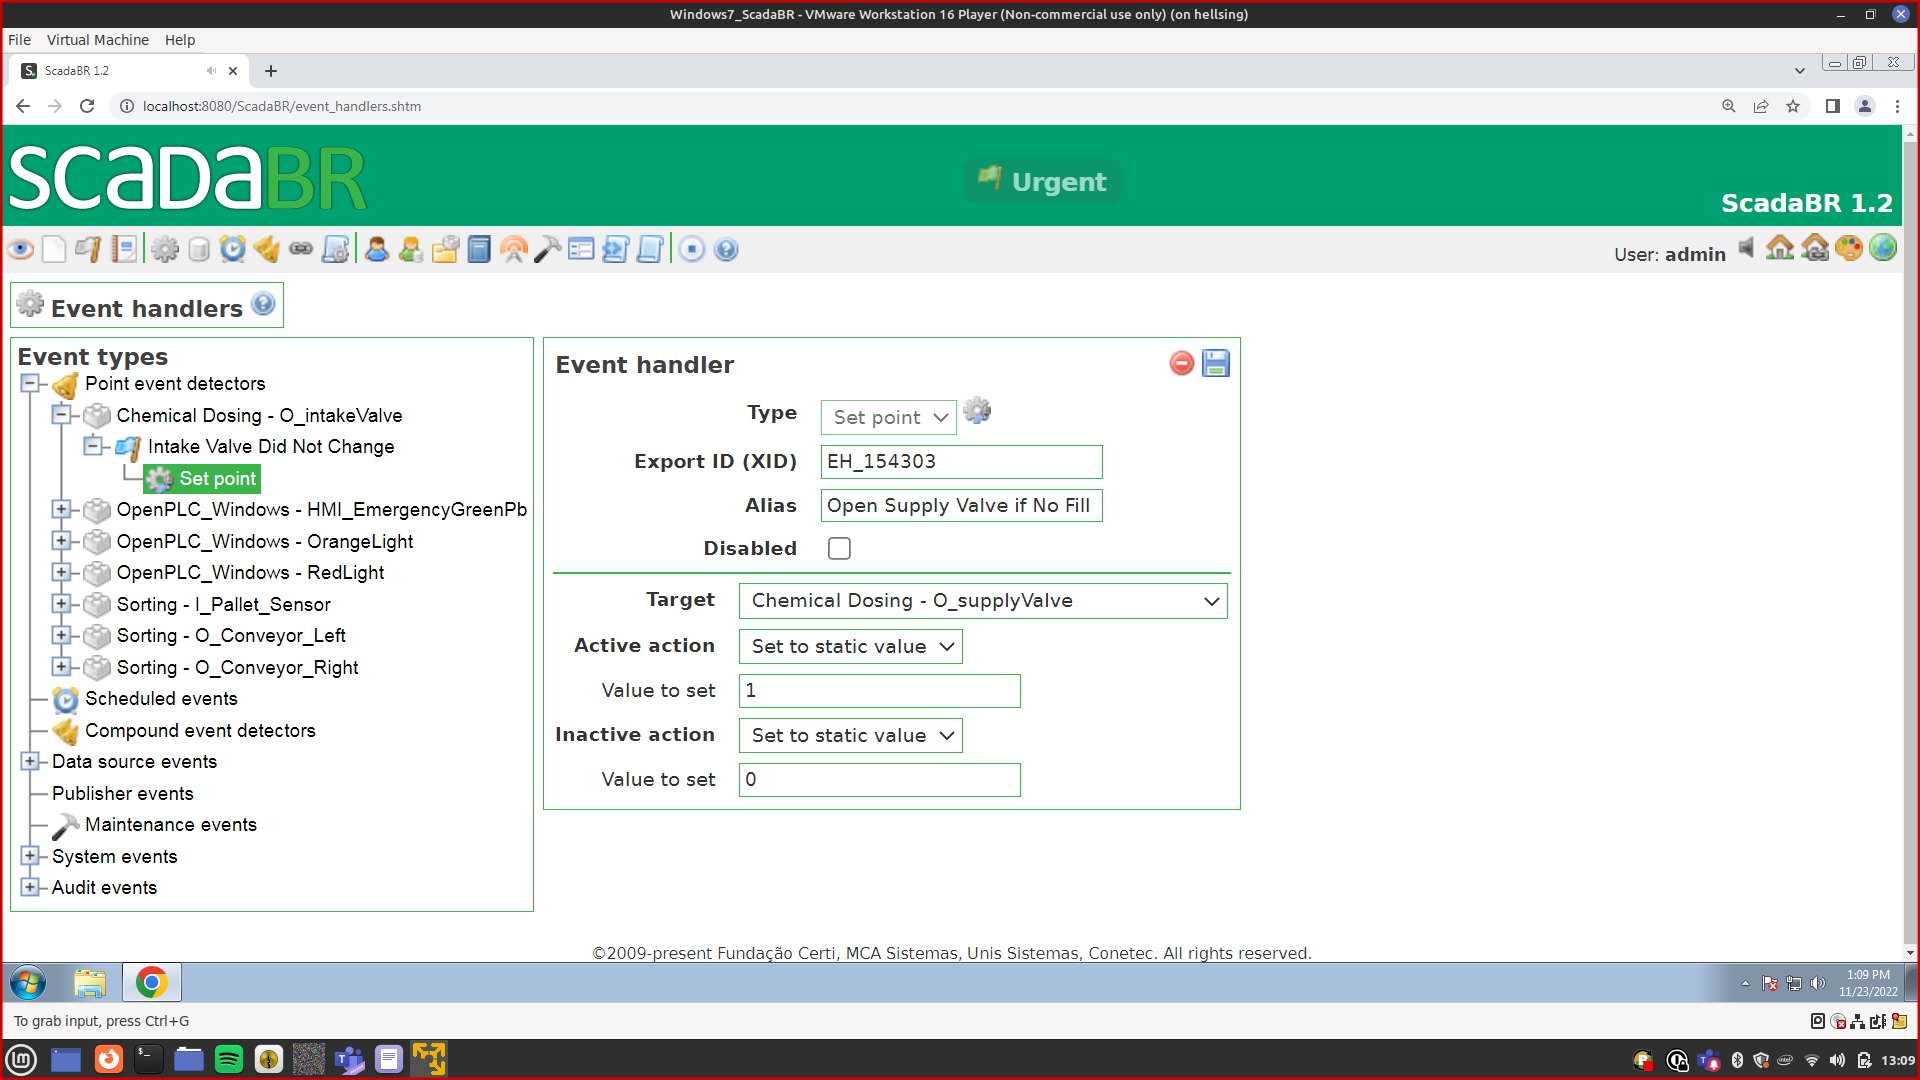 Windows7_ScadaBR - VMware Workstation 16 Player (Non-commercial use only) (on hellsing)
File Virtual Machine Help
ScadaBR 1.2
localhost:8080/ScadaBR/event_handlers.shtm
SCADABR
Urgent
ScadaBR 1.2
User: admin
Event handlers
Event types
Point event detectors
Chemical Dosing - O_intakeValve
Intake Valve Did Not Change
Set point
OpenPLC_Windows - HMI_EmergencyGreenPb
OpenPLC_Windows - OrangeLight
OpenPLC_Windows - RedLight
Sorting - I_Pallet_Sensor
Sorting - O_Conveyor_Left
Sorting - O_Conveyor_Right
Scheduled events
Compound event detectors
Data source events
Publisher events
Maintenance events
System events
Audit events
Event handler
Type Set point
Export ID (XID) EH_154303
Alias Open Supply Valve if No Fill
Disabled
Target Chemical Dosing - O_supplyValve
Active action Set to static value
Value to set 1
Inactive action Set to static value
Value to set 0
©2009-present Fundação Certi, MCA Sistemas, Unis Sistemas, Conetec. All rights reserved.
1:09 PM
11/23/2022
To grab input, press Ctrl+G
13:09